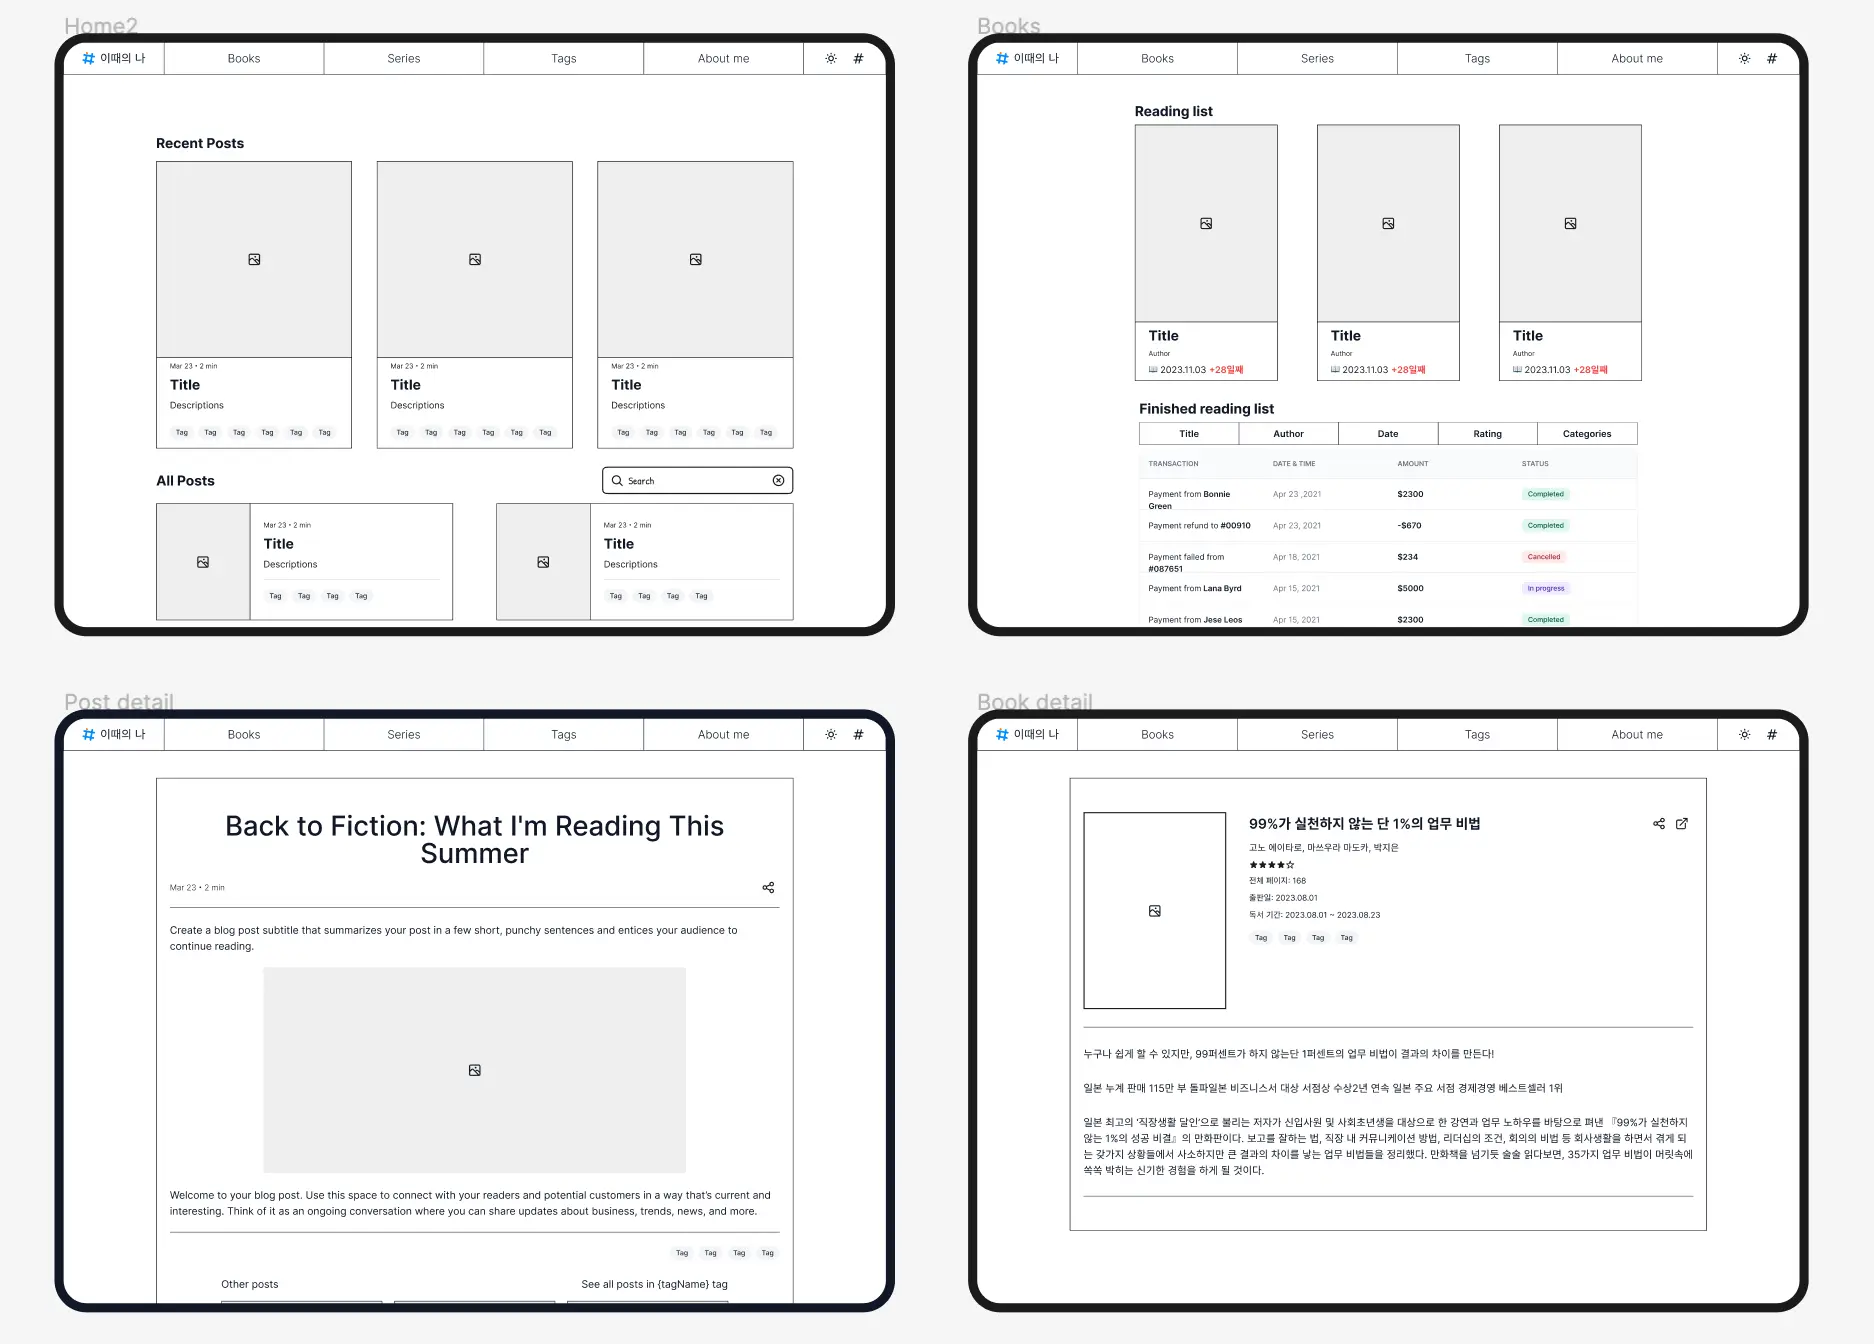 Home2
이때의 나
Books
Series
Tags
About me
Recent Posts
Mar 23 • 2 min
Title
Descriptions
Tag Tag Tag Tag Tag Tag
Mar 23 • 2 min
Title
Descriptions
Tag Tag Tag Tag Tag Tag
Mar 23 • 2 min
Title
Descriptions
Tag Tag Tag Tag Tag Tag
All Posts
Search
Mar 23 • 2 min
Title
Descriptions
Tag Tag Tag Tag
Mar 23 • 2 min
Title
Descriptions
Tag Tag Tag Tag
Books
이때의 나
Books
Series
Tags
About me
Reading list
Title
Author
2023.11.03 +28일째
Title
Author
2023.11.03 +28일째
Title
Author
2023.11.03 +28일째
Finished reading list
Title Author Date Rating Categories
TRANSACTION DATE & TIME AMOUNT STATUS
Payment from Bonnie
Green
Apr 23 ,2021 $2300 Completed
Payment refund to #00910 Apr 23, 2021 -$670 Completed
Payment failed from
#087651
Apr 18, 2021 $234 Cancelled
Payment from Lana Byrd Apr 15, 2021 $5000 In progress
Payment from Jese Leos Apr 15, 2021 $2300 Completed
Post detail
이때의 나
Books
Series
Tags
About me
Back to Fiction: What I'm Reading This
Summer
Mar 23 • 2 min
Create a blog post subtitle that summarizes your post in a few short, punchy sentences and entices your audience to
continue reading.
Welcome to your blog post. Use this space to connect with your readers and potential customers in a way that's current and
interesting. Think of it as an ongoing conversation where you can share updates about business, trends, news, and more.
Tag Tag Tag Tag
Other posts
See all posts in {tagName} tag
Book detail
이때의 나
Books
Series
Tags
About me
99%가 실천하지 않는 단 1%의 업무 비법
고노 에이타로, 마쓰우라 마도카, 박지은
★★★★☆
전체 페이지: 168
출판일: 2023.08.01
독서 기간: 2023.08.01 ~ 2023.08.23
Tag Tag Tag Tag
누구나 쉽게 할 수 있지만, 99퍼센트가 하지 않는단 1퍼센트의 업무 비법이 결과의 차이를 만든다!
일본 누계 판매 115만 부 돌파일본 비즈니스서 대상 서점상 수상2년 연속 일본 주요 서점 경제경영 베스트셀러 1위
일본 최고의 '직장생활 달인'으로 불리는 저자가 신입사원 및 사회초년생을 대상으로 한 강연과 업무 노하우를 바탕으로 펴낸 『99%가 실천하지
않는 1%의 성공 비결』의 만화판이다. 보고를 잘하는 법, 직장 내 커뮤니케이션 방법, 리더십의 조건, 회의의 비법 등 회사생활을 하면서 겪게 되
는 갖가지 상황들에서 사소하지만 큰 결과의 차이를 낳는 업무 비법들을 정리했다. 만화책을 넘기듯 술술 읽다보면, 35가지 업무 비법이 머릿속에
쏙쏙 박히는 신기한 경험을 하게 될 것이다.